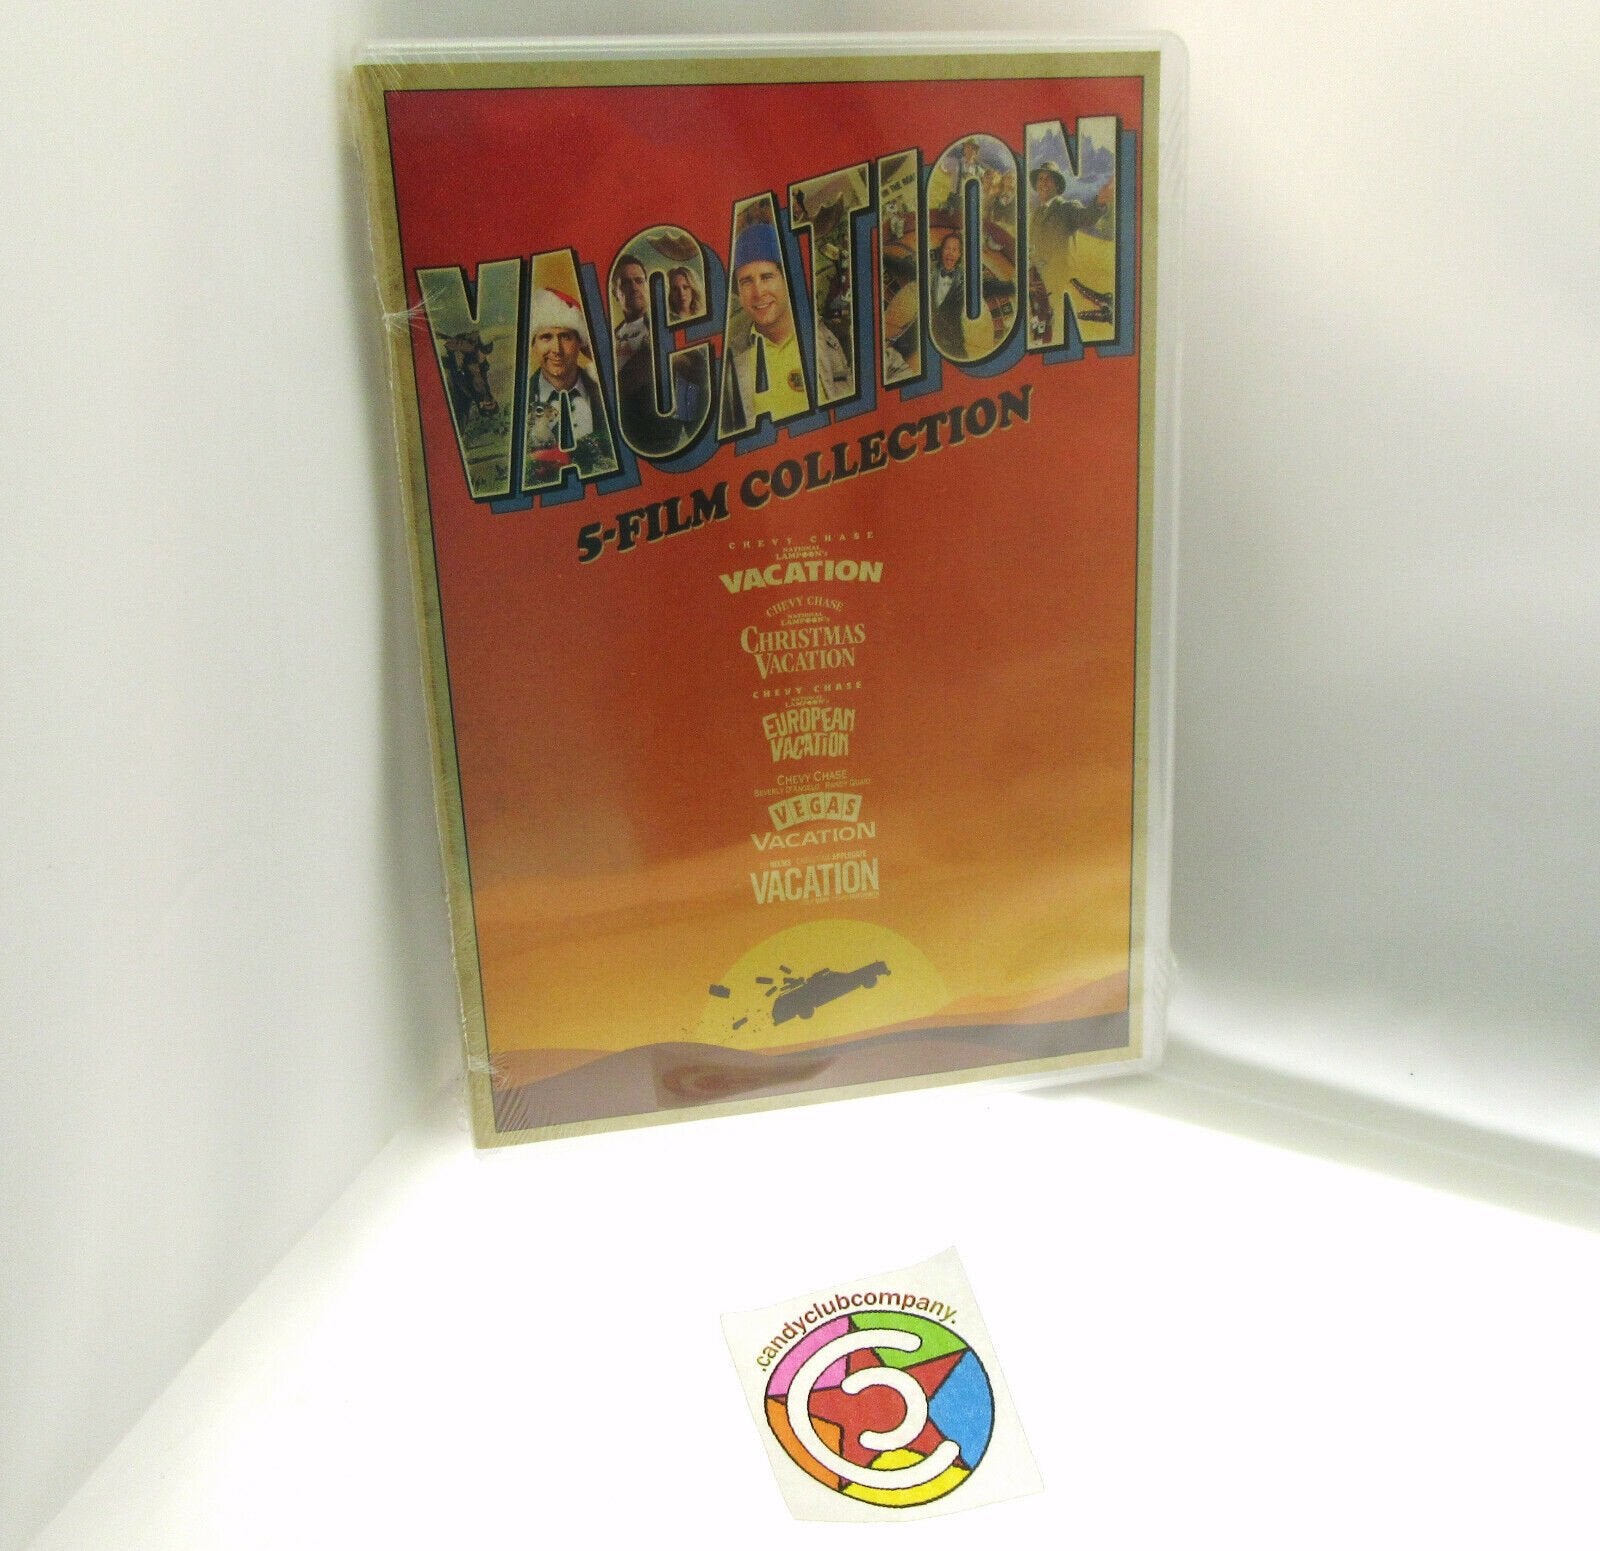 VACATION
5-FILM COLLECTION
CHEVY CHASE
NATIONAL
LAMPOON'S
VACATION
CHEVY CHASE
NATIONAL
LAMPOON'S
CHRISTMAS
VACATION
CHEVY CHASE
NATIONAL
LAMPOON'S
EUROPEAN
VACATION
CHEVY CHASE
BEVERLY D'ANGELO RANDY QUAID
VEGAS
VACATION
APPLEGATE
VACATION
.candyclubcompany.